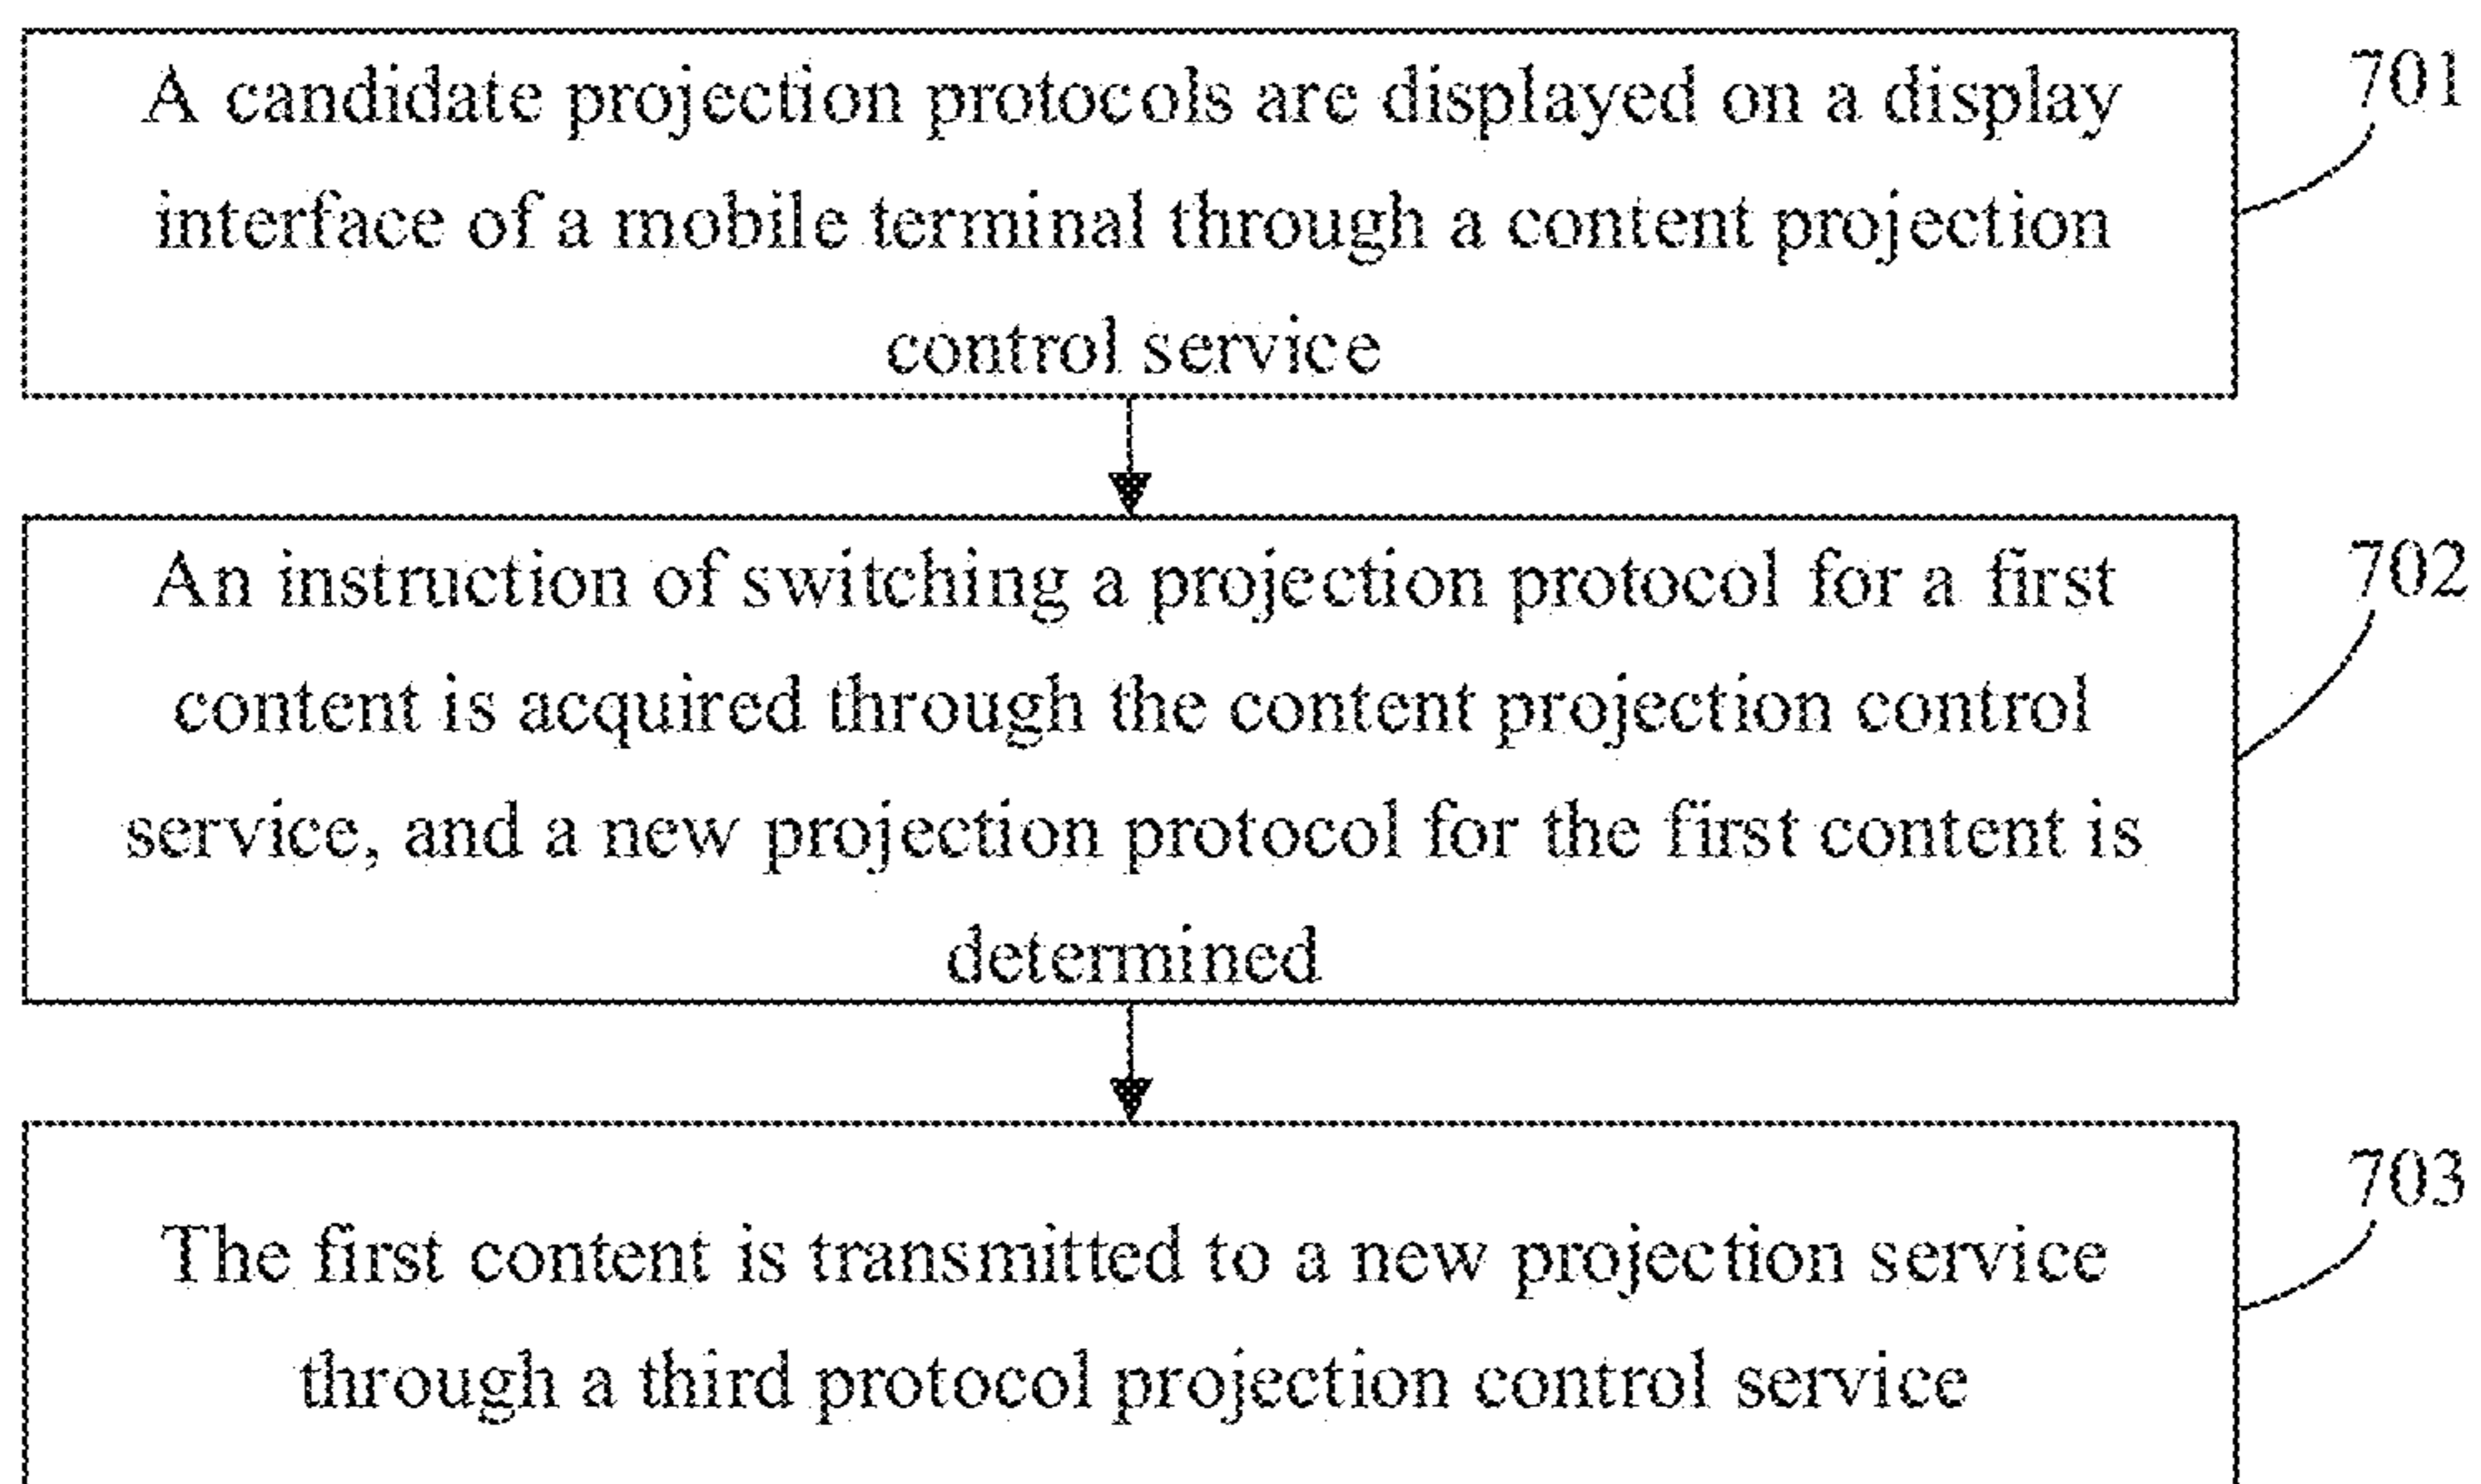 A candidate projection protocols are displayed on a display
interface of a mobile terminal through a content projection
control service
701
An instruction of switching a projection protocol for a first
content is acquired through the content projection control
service, and a new projection protocol for the first content is
determined
702
The first content is transmitted to a new projection service
through a third protocol projection control service
703